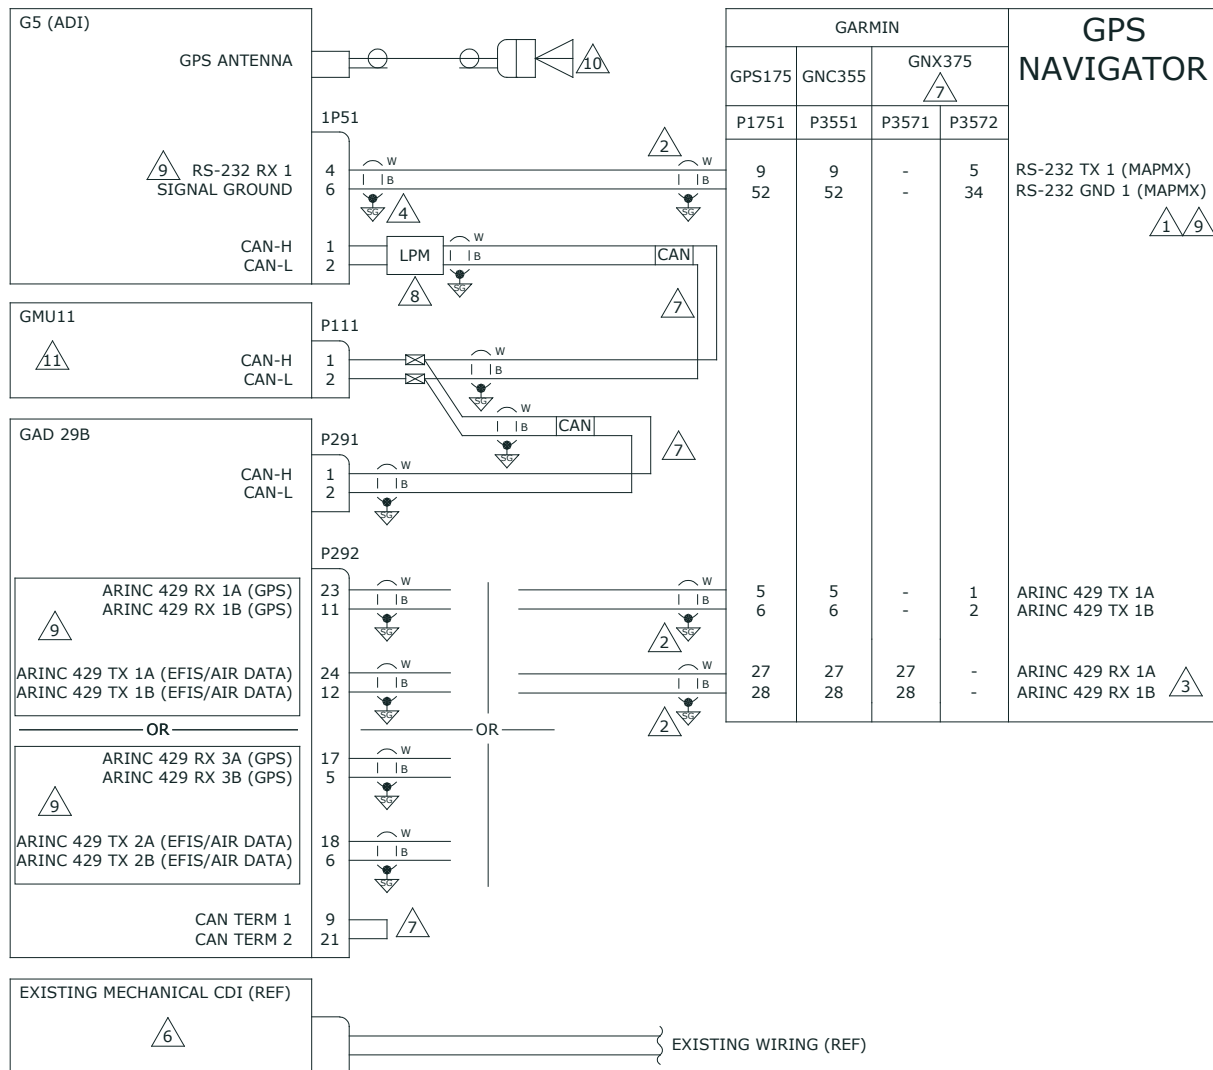 G5 (ADI)
GPS ANTENNA
10
1P51
9 RS-232 RX 1 4 W B
SIGNAL GROUND 6
SG 4 2 SG W B
CAN-H 1 LPM W CAN
CAN-L 2 B
8 SG 7
GMU11
11
P111
CAN-H 1 W
CAN-L 2 B
SG
W
B CAN
SG 7
GAD 29B
P291
CAN-H 1 W
CAN-L 2 B
SG
P292
ARINC 429 RX 1A (GPS) 23 W W
ARINC 429 RX 1B (GPS) 11 B B
9 SG 2 SG
ARINC 429 TX 1A (EFIS/AIR DATA) 24 W W
ARINC 429 TX 1B (EFIS/AIR DATA) 12 B B
SG 2 SG
OR OR
ARINC 429 RX 3A (GPS) 17 W
ARINC 429 RX 3B (GPS) 5 B
9 SG
ARINC 429 TX 2A (EFIS/AIR DATA) 18 W
ARINC 429 TX 2B (EFIS/AIR DATA) 6 B
SG
CAN TERM 1 9
CAN TERM 2 21
7
EXISTING MECHANICAL CDI (REF)
6
EXISTING WIRING (REF)
GARMIN
GPS175 GNC355 GNX375
7
P1751 P3551 P3571 P3572
GPS
NAVIGATOR
9 9 - 5 RS-232 TX 1 (MAPMX)
52 52 - 34 RS-232 GND 1 (MAPMX)
1 9
5 5 - 1 ARINC 429 TX 1A
6 6 - 2 ARINC 429 TX 1B
27 27 27 - ARINC 429 RX 1A
28 28 28 - ARINC 429 RX 1B
3